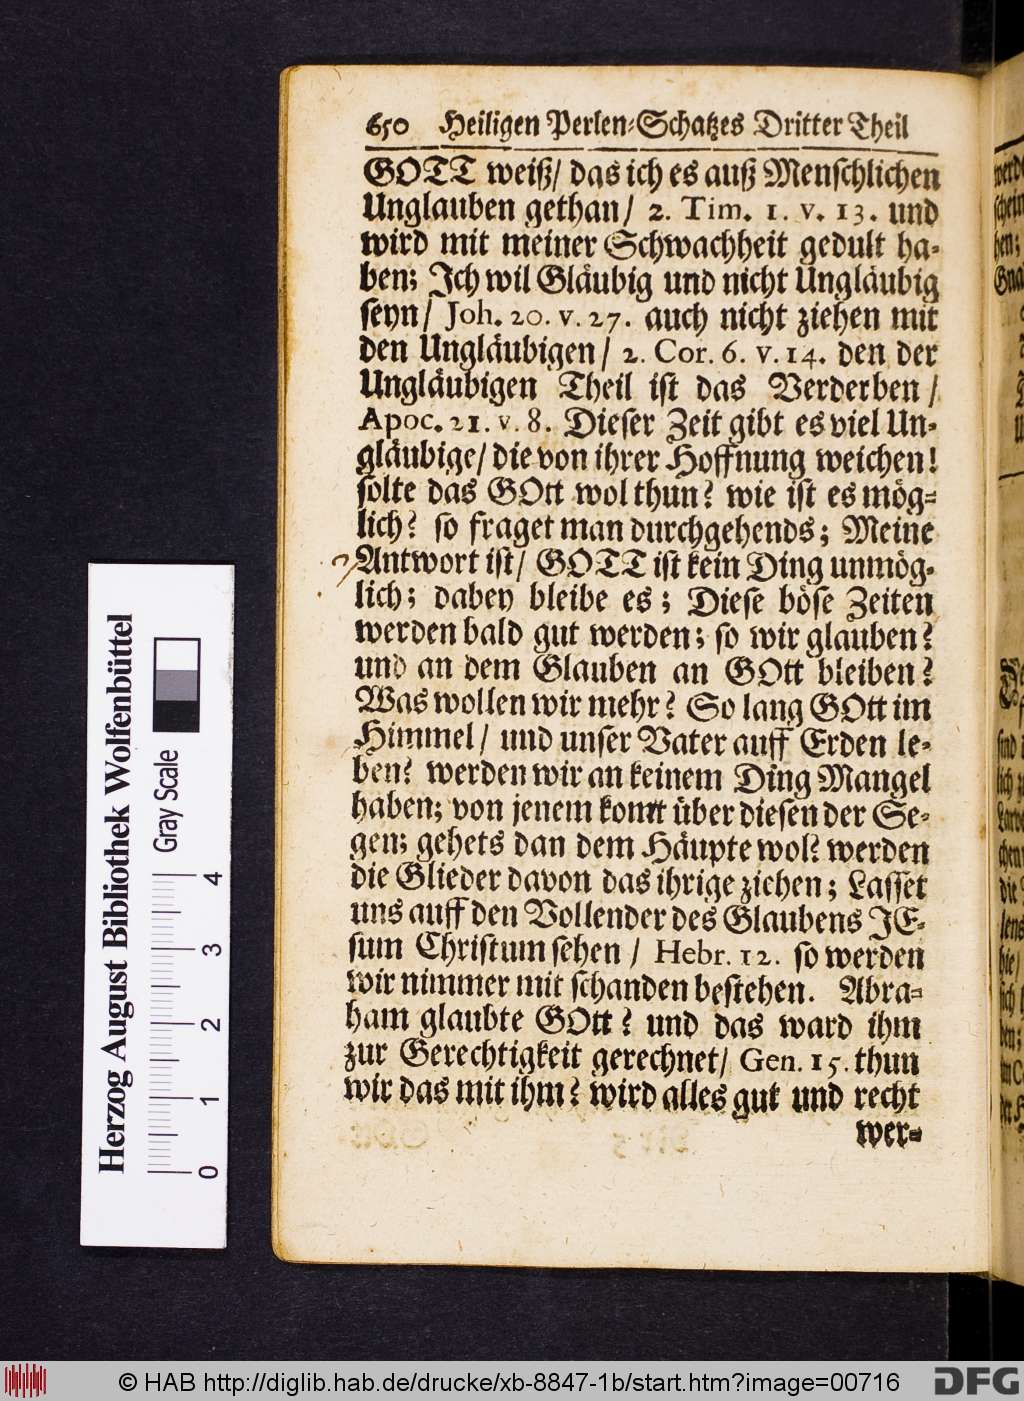 650 Heiligen Perlen-Schatzes Dritter Theil
GOTT weiß/ das ich es auß Menschlichen
Unglauben gethan/ 2. Tim. 1. v. 13. und
wird mit meiner Schwachheit gedult ha-
ben; Ich wil Gläubig und nicht Ungläubig
seyn/ Joh. 20. v. 27. auch nicht ziehen mit
den Ungläubigen/ 2. Cor. 6. v. 14. den der
Ungläubigen Theil ist das Verderben/
Apoc. 21. v. 8. Dieser Zeit gibt es viel Un-
gläubige/ die von ihrer Hoffnung weichen!
solte das GOtt wol thun? wie ist es mög-
lich? so fraget man durchgehends; Meine
Antwort ist/ GOTT ist kein Ding unmög-
lich; dabey bleibe es; Diese böse Zeiten
werden bald gut werden; so wir glauben?
und an dem Glauben an GOtt bleiben?
Was wollen wir mehr? So lang GOtt im
Himmel/ und unser Vater auff Erden le-
ben? werden wir an keinem Ding Mangel
haben; von jenem komt über diesen der Se-
gen; gehets dan dem Häupte wol? werden
die Glieder davon das ihrige ziehen; Lasset
uns auff den Vollender des Glaubens JE-
sum Christum sehen/ Hebr. 12. so werden
wir nimmer mit schanden bestehen. Abra-
ham glaubte GOtt? und das ward ihm
zur Gerechtigkeit gerechnet/ Gen. 15. thun
wir das mit ihm? wird alles gut und recht
wer-
Herzog August Bibliothek Wolfenbüttel
Gray Scale
0 1 2 3 4
© HAB http://diglib.hab.de/drucke/xb-8847-1b/start.htm?image=00716
DFG